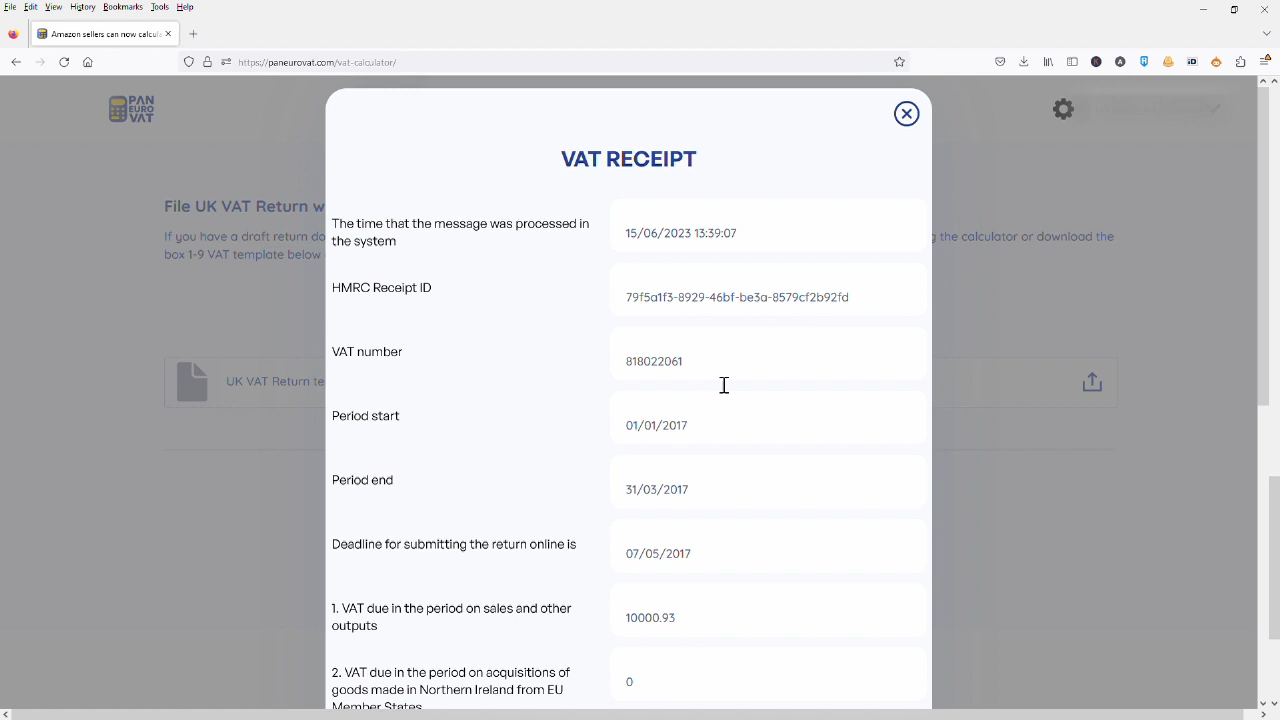 File Edit View History Bookmarks Tools Help
Amazon sellers can now calcula
https://paneurovat.com/vat-calculator/
PAN
EURO
VAT
VAT RECEIPT
File UK VAT Return w
If you have a draft return do
g the calculator or download the
box 1-9 VAT template below
The time that the message was processed in
the system
15/06/2023 13:39:07
HMRC Receipt ID
79f5a1f3-8929-46bf-be3a-8579cf2b92fd
VAT number
818022061
Period start
01/01/2017
UK VAT Return te
Period end
31/03/2017
Deadline for submitting the return online is
07/05/2017
1. VAT due in the period on sales and other
outputs
10000.93
2. VAT due in the period on acquisitions of
goods made in Northern Ireland from EU
Member States
0